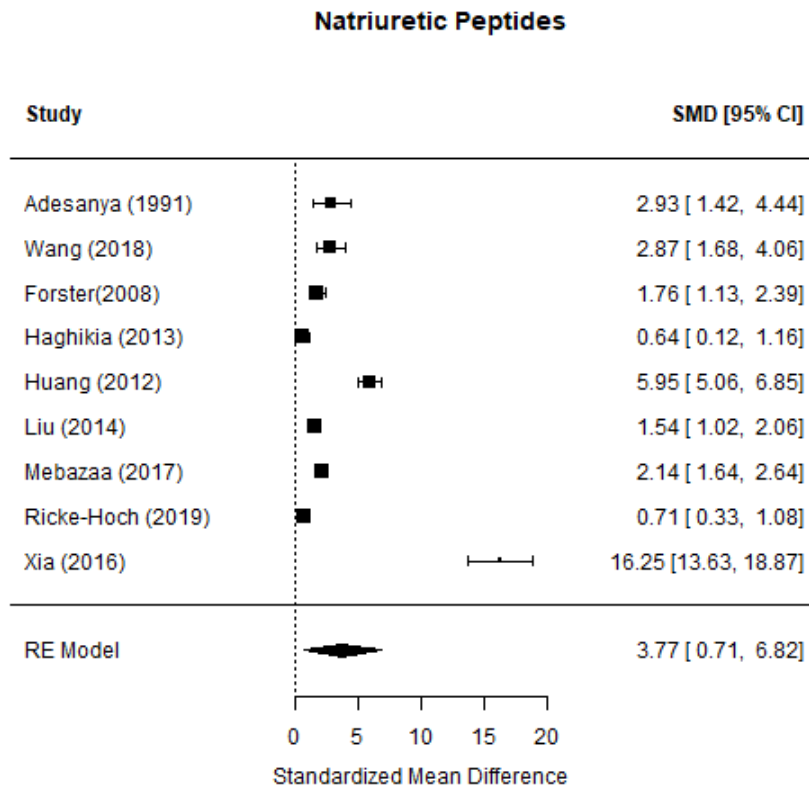 Natriuretic Peptides
Study SMD [95% CI]
Adesanya (1991) 2.93 [ 1.42, 4.44]
Wang (2018) 2.87 [ 1.68, 4.06]
Forster(2008) 1.76 [ 1.13, 2.39]
Haghikia (2013) 0.64 [ 0.12, 1.16]
Huang (2012) 5.95 [ 5.06, 6.85]
Liu (2014) 1.54 [ 1.02, 2.06]
Mebazaa (2017) 2.14 [ 1.64, 2.64]
Ricke-Hoch (2019) 0.71 [ 0.33, 1.08]
Xia (2016) 16.25 [13.63, 18.87]
RE Model 3.77 [ 0.71, 6.82]
0 5 10 15 20
Standardized Mean Difference